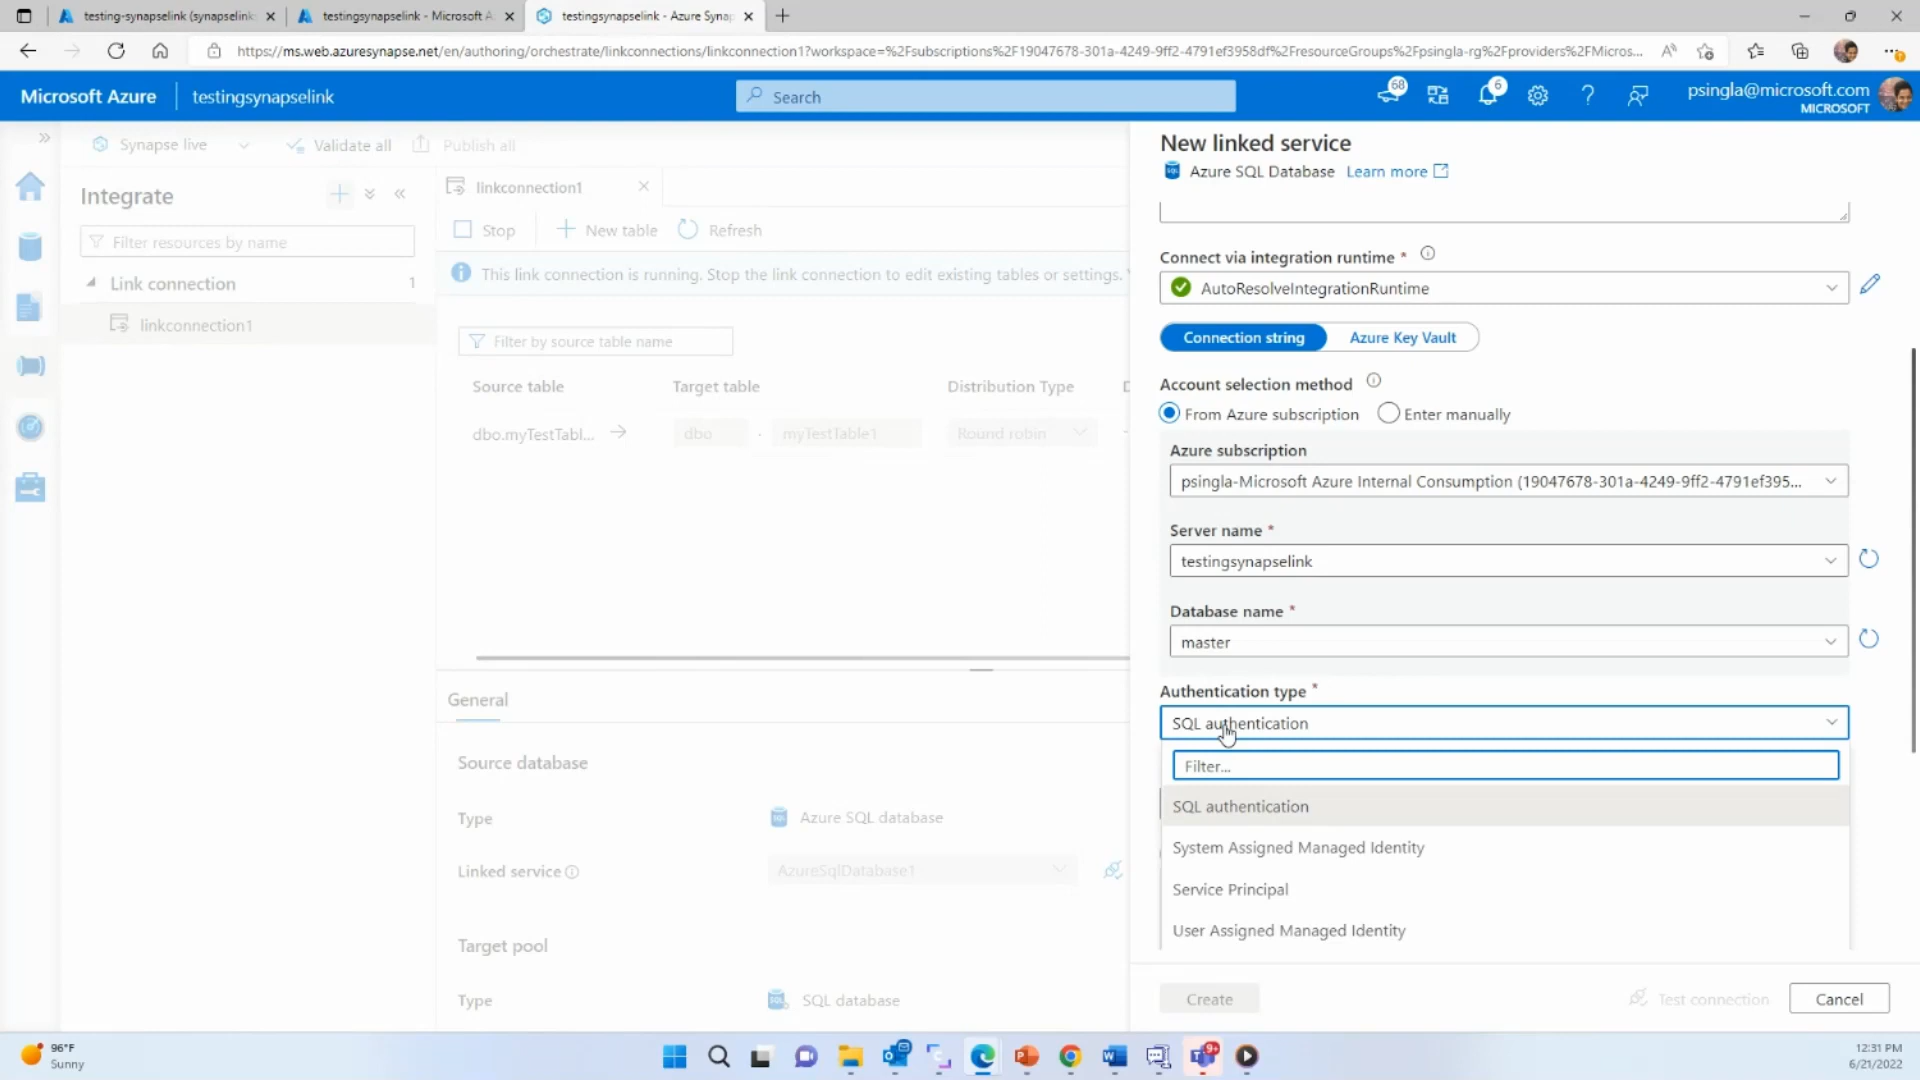 testing-synapselink (synapselink
testingsynapselink - Microsoft A
testingsynapselink - Azure Synap
https://ms.web.azuresynapse.net/en/authoring/orchestrate/linkconnections/linkconnection1?workspace=%2Fsubscriptions%2F19047678-301a-4249-9ff2-4791ef3958df%2FresourceGroups%2Fpsingla-rg%2Fproviders%2FMicros...
Microsoft Azure
testingsynapselink
Search
68
6
psingla@microsoft.com
MICROSOFT
Synapse live
Validate all
Publish all
Integrate
Filter resources by name
Link connection
1
linkconnection1
linkconnection1
Stop
New table
Refresh
This link connection is running. Stop the link connection to edit existing tables or settings.
Filter by source table name
Source table
Target table
Distribution Type
dbo.myTestTabl...
dbo
.
myTestTable1
Round robin
General
Source database
Type
Azure SQL database
Linked service
AzureSqlDatabase1
Target pool
Type
SQL database
New linked service
Azure SQL Database
Learn more
Connect via integration runtime *
AutoResolveIntegrationRuntime
Connection string
Azure Key Vault
Account selection method
From Azure subscription
Enter manually
Azure subscription
psingla-Microsoft Azure Internal Consumption (19047678-301a-4249-9ff2-4791ef395...
Server name *
testingsynapselink
Database name *
master
Authentication type *
SQL authentication
Filter...
SQL authentication
System Assigned Managed Identity
Service Principal
User Assigned Managed Identity
Create
Test connection
Cancel
96°F
Sunny
9+
12:31 PM
6/21/2022